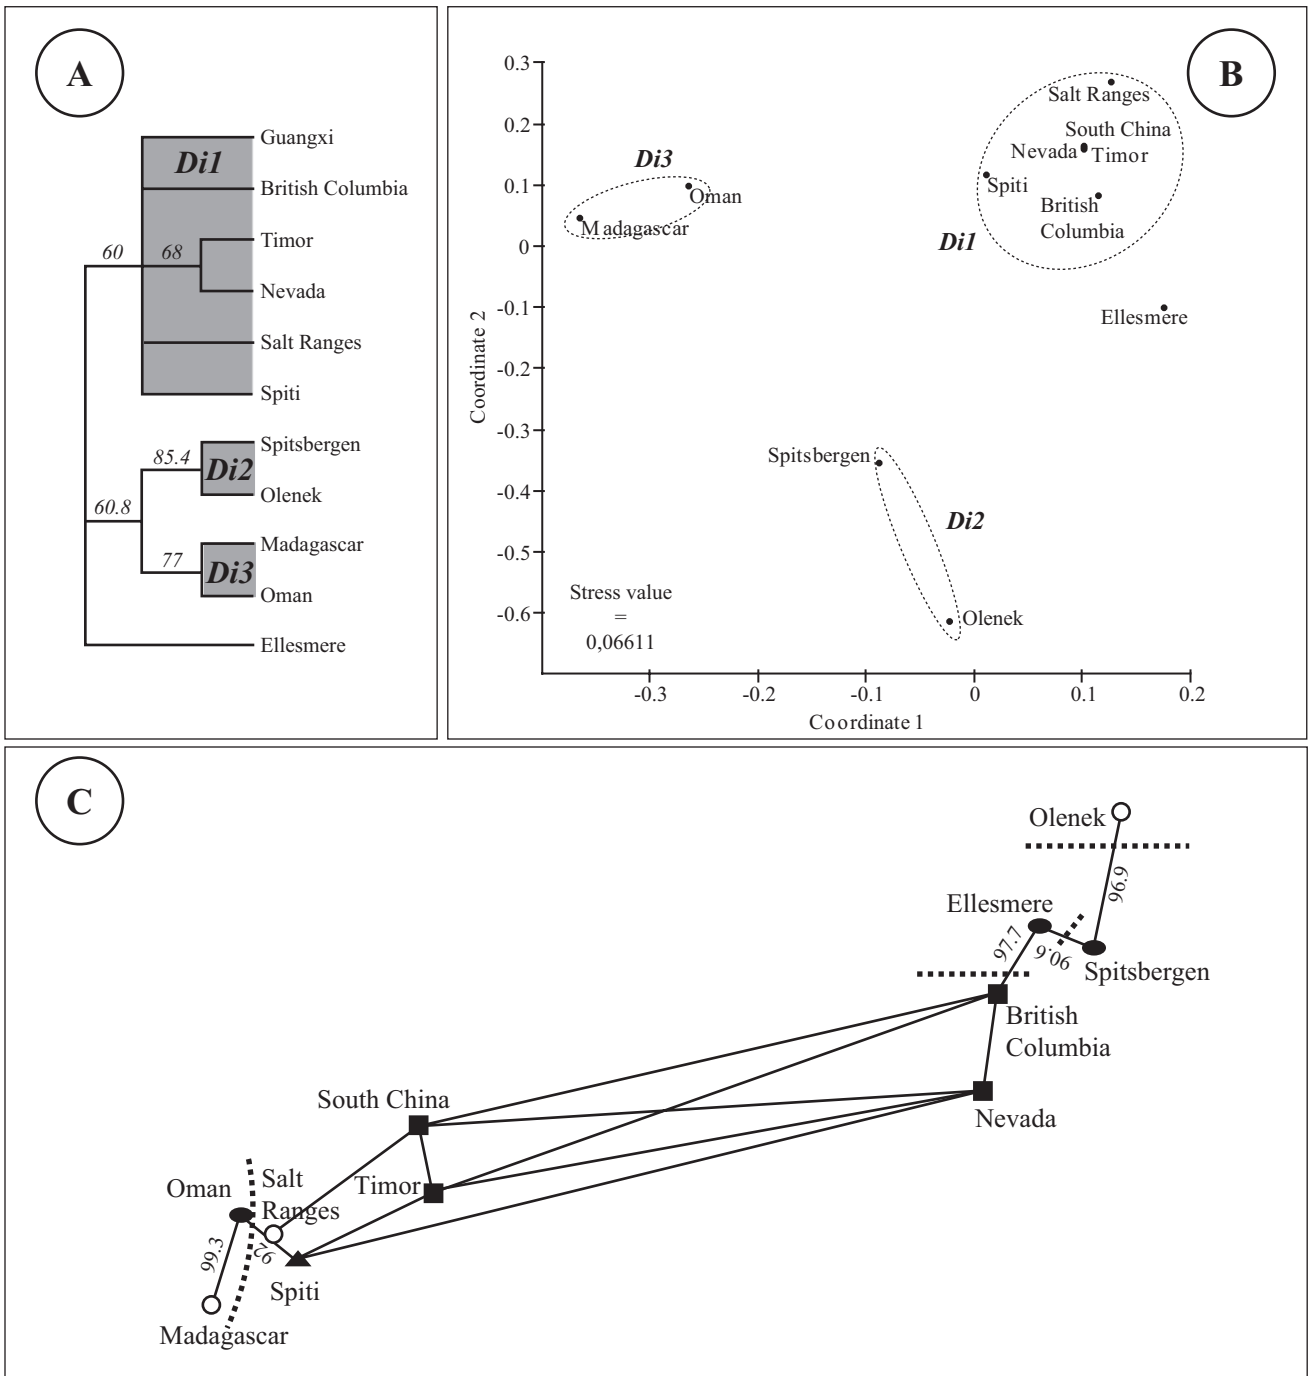 A
Guangxi
Di1
British Columbia
Timor
60
68
Nevada
Salt Ranges
Spiti
Spitsbergen
85.4
Di2
Olenek
60.8
Madagascar
77
Di3
Oman
Ellesmere
B
0.3
0.2
0.1
0
-0.1
-0.2
-0.3
-0.4
-0.5
-0.6
Coordinate 2
Salt Ranges
South China
Nevada
Timor
Spiti
British
Columbia
Di1
Di3
Oman
Madagascar
Ellesmere
Spitsbergen
Di2
Olenek
Stress value
=
0,06611
-0.3
-0.2
-0.1
0
0.1
0.2
Coordinate 1
C
Olenek
96.9
Ellesmere
97.7
90.6
Spitsbergen
British
Columbia
Nevada
South China
Timor
Salt
Ranges
Oman
92
99.3
Spiti
Madagascar